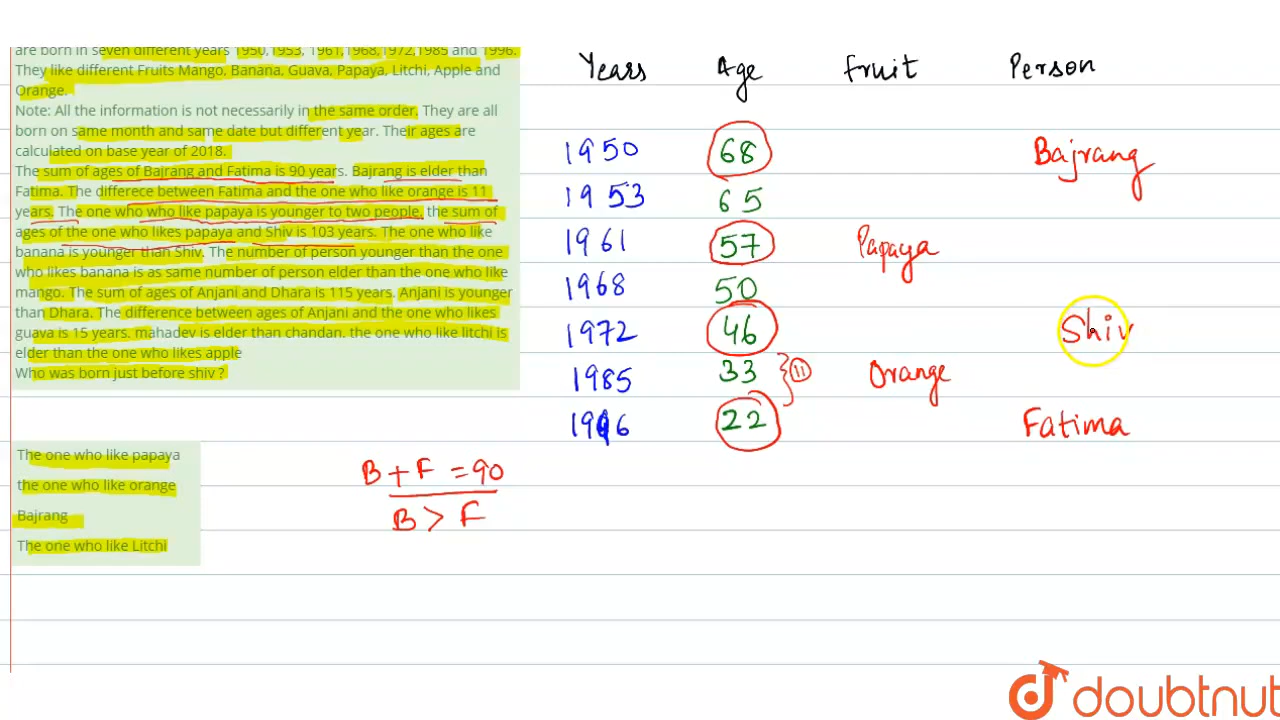 are born in seven different years 1950,1953, 1961,1968,1972,1985 and 1996.
They like different Fruits Mango, Banana, Guava, Papaya, Litchi, Apple and
Orange.
Note: All the information is not necessarily in the same order. They are all
born on same month and same date but different year. Their ages are
calculated on base year of 2018.
The sum of ages of Bajrang and Fatima is 90 years. Bajrang is elder than
Fatima. The differece between Fatima and the one who like orange is 11
years. The one who who like papaya is younger to two people, the sum of
ages of the one who likes papaya and Shiv is 103 years. The one who like
banana is younger than Shiv. The number of person younger than the one
who likes banana is as same number of person elder than the one who like
mango. The sum of ages of Anjani and Dhara is 115 years. Anjani is younger
than Dhara. The difference between ages of Anjani and the one who likes
guava is 15 years. mahadev is elder than chandan. the one who like litchi is
elder than the one who likes apple
Who was born just before shiv ?
The one who like papaya
the one who like orange
Bajrang
The one who like Litchi
B + F = 90
B > F
Years Age Fruit Person
1950 68 Bajrang
1953 65
1961 57 Papaya
1968 50
1972 46 Shiv
1985 33 11 Orange
1996 22 Fatima
doubtnut